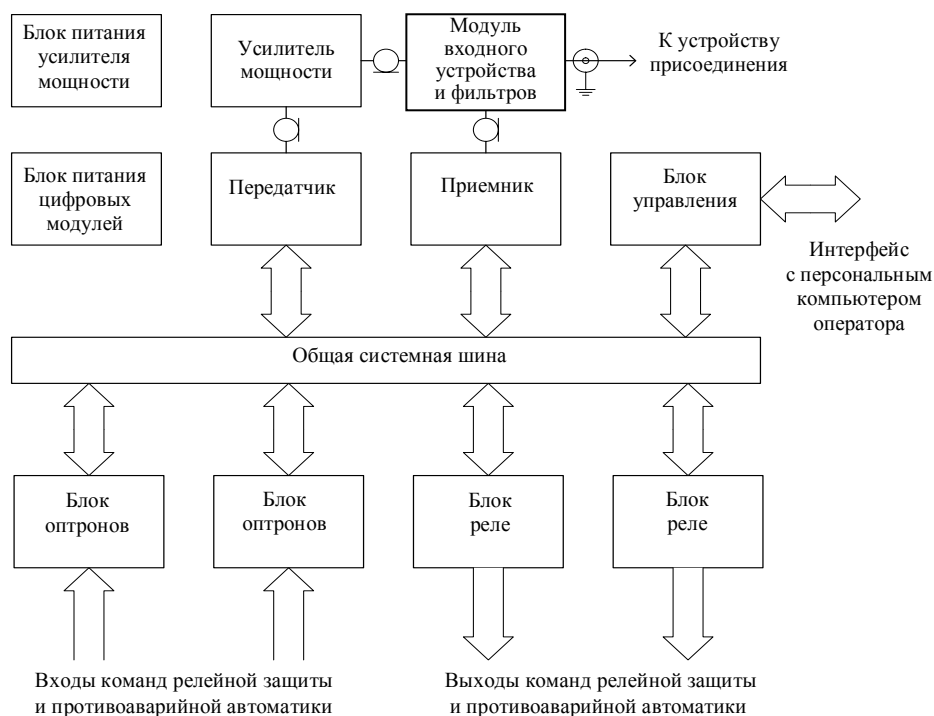 Блок питания
усилителя
мощности
Усилитель
мощности
Модуль
входного
устройства
и фильтров
К устройству
присоединения
Блок питания
цифровых
модулей
Передатчик
Приемник
Блок
управления
Интерфейс
с персональным
компьютером
оператора
Общая системная шина
Блок
оптронов
Блок
оптронов
Блок
реле
Блок
реле
Входы команд релейной защиты
и противоаварийной автоматики
Выходы команд релейной защиты
и противоаварийной автоматики